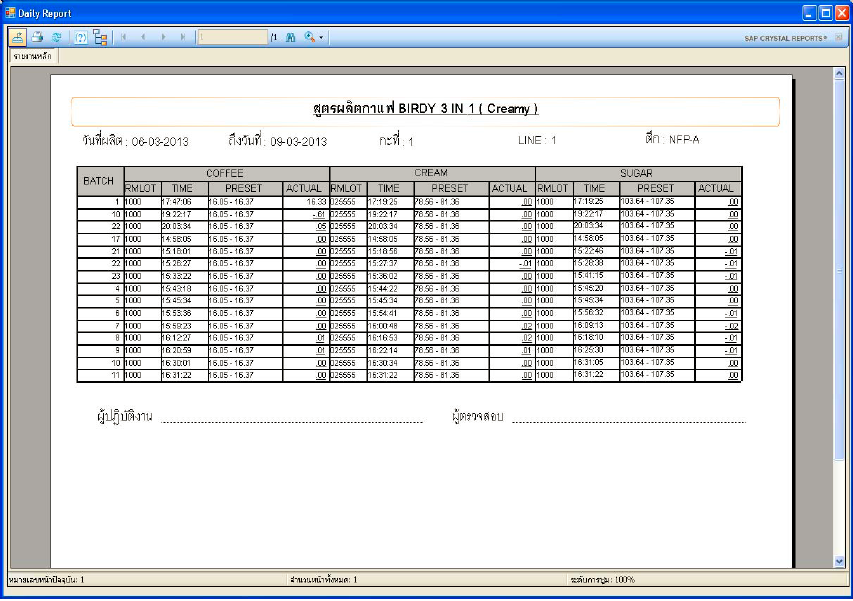 Daily Report
1 /1 SAP CRYSTAL REPORTS®
รายงานหลัก
สูตรผลิตกาแฟ BIRDY 3 IN 1 ( Creamy )
วันที่ผลิต : 06-03-2013 ถึงวันที่ : 09-03-2013 กะที่ : 1 LINE : 1 ตึก : NFP-A
BATCH COFFEE CREAM SUGAR
RMLOT TIME PRESET ACTUAL RMLOT TIME PRESET ACTUAL RMLOT TIME PRESET ACTUAL
1 1000 17:47:06 16.05 - 16.37 16.33 025555 17:19:25 78.56 - 81.36 .00 1000 17:19:25 103.64 - 107.35 .00
10 1000 19:22:17 16.05 - 16.37 -.61 025555 19:22:17 78.56 - 81.36 .00 1000 19:22:17 103.64 - 107.35 .00
22 1000 20:03:34 16.05 - 16.37 .05 025555 20:03:34 78.56 - 81.36 .00 1000 20:03:34 103.64 - 107.35 .00
17 1000 14:58:05 16.05 - 16.37 .00 025555 14:58:05 78.56 - 81.36 .00 1000 14:58:05 103.64 - 107.35 .00
21 1000 15:18:01 16.05 - 16.37 .00 025555 15:18:56 78.56 - 81.36 .00 1000 15:22:46 103.64 - 107.35 -.01
22 1000 15:26:27 16.05 - 16.37 .00 025555 15:27:37 78.56 - 81.36 -.01 1000 15:28:38 103.64 - 107.35 -.01
23 1000 15:33:22 16.05 - 16.37 .00 025555 15:36:02 78.56 - 81.36 .00 1000 15:41:15 103.64 - 107.35 -.01
4 1000 15:43:18 16.05 - 16.37 .00 025555 15:44:22 78.56 - 81.36 .00 1000 15:45:20 103.64 - 107.35 .00
5 1000 15:45:34 16.05 - 16.37 .00 025555 15:45:34 78.56 - 81.36 .00 1000 15:45:34 103.64 - 107.35 .00
6 1000 15:53:36 16.05 - 16.37 .00 025555 15:54:41 78.56 - 81.36 .00 1000 15:56:32 103.64 - 107.35 -.01
7 1000 15:59:23 16.05 - 16.37 .00 025555 16:00:48 78.56 - 81.36 .02 1000 16:09:13 103.64 - 107.35 -.02
8 1000 16:12:27 16.05 - 16.37 .01 025555 16:16:53 78.56 - 81.36 .02 1000 16:18:10 103.64 - 107.35 -.01
9 1000 16:20:59 16.05 - 16.37 .01 025555 16:22:14 78.56 - 81.36 .01 1000 16:25:30 103.64 - 107.35 -.01
10 1000 16:30:01 16.05 - 16.37 .00 025555 16:30:34 78.56 - 81.36 .00 1000 16:31:05 103.64 - 107.35 .00
11 1000 16:31:22 16.05 - 16.37 .00 025555 16:31:22 78.56 - 81.36 .00 1000 16:31:22 103.64 - 107.35 .00
ผู้ปฏิบัติงาน ผู้ตรวจสอบ
หมายเลขหน้าปัจจุบัน: 1 จำนวนหน้าทั้งหมด: 1 ระดับการซูม: 100%